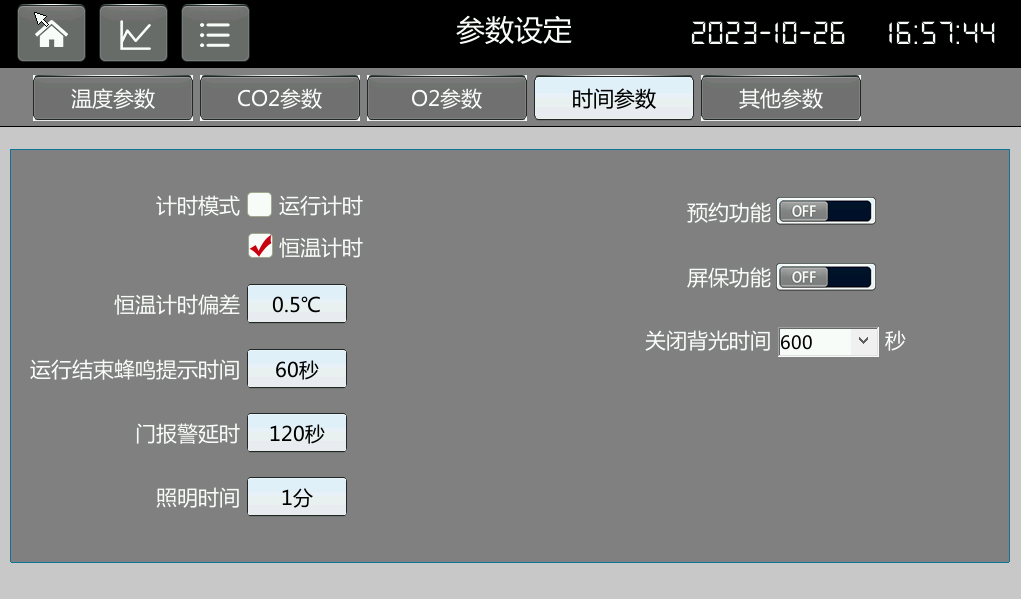 参数设定 2023-10-26 16:57:44
温度参数 CO2参数 O2参数 时间参数 其他参数
计时模式 运行计时
恒温计时
恒温计时偏差 0.5℃
运行结束蜂鸣提示时间 60秒
门报警延时 120秒
照明时间 1分
预约功能 OFF
屏保功能 OFF
关闭背光时间 600 秒